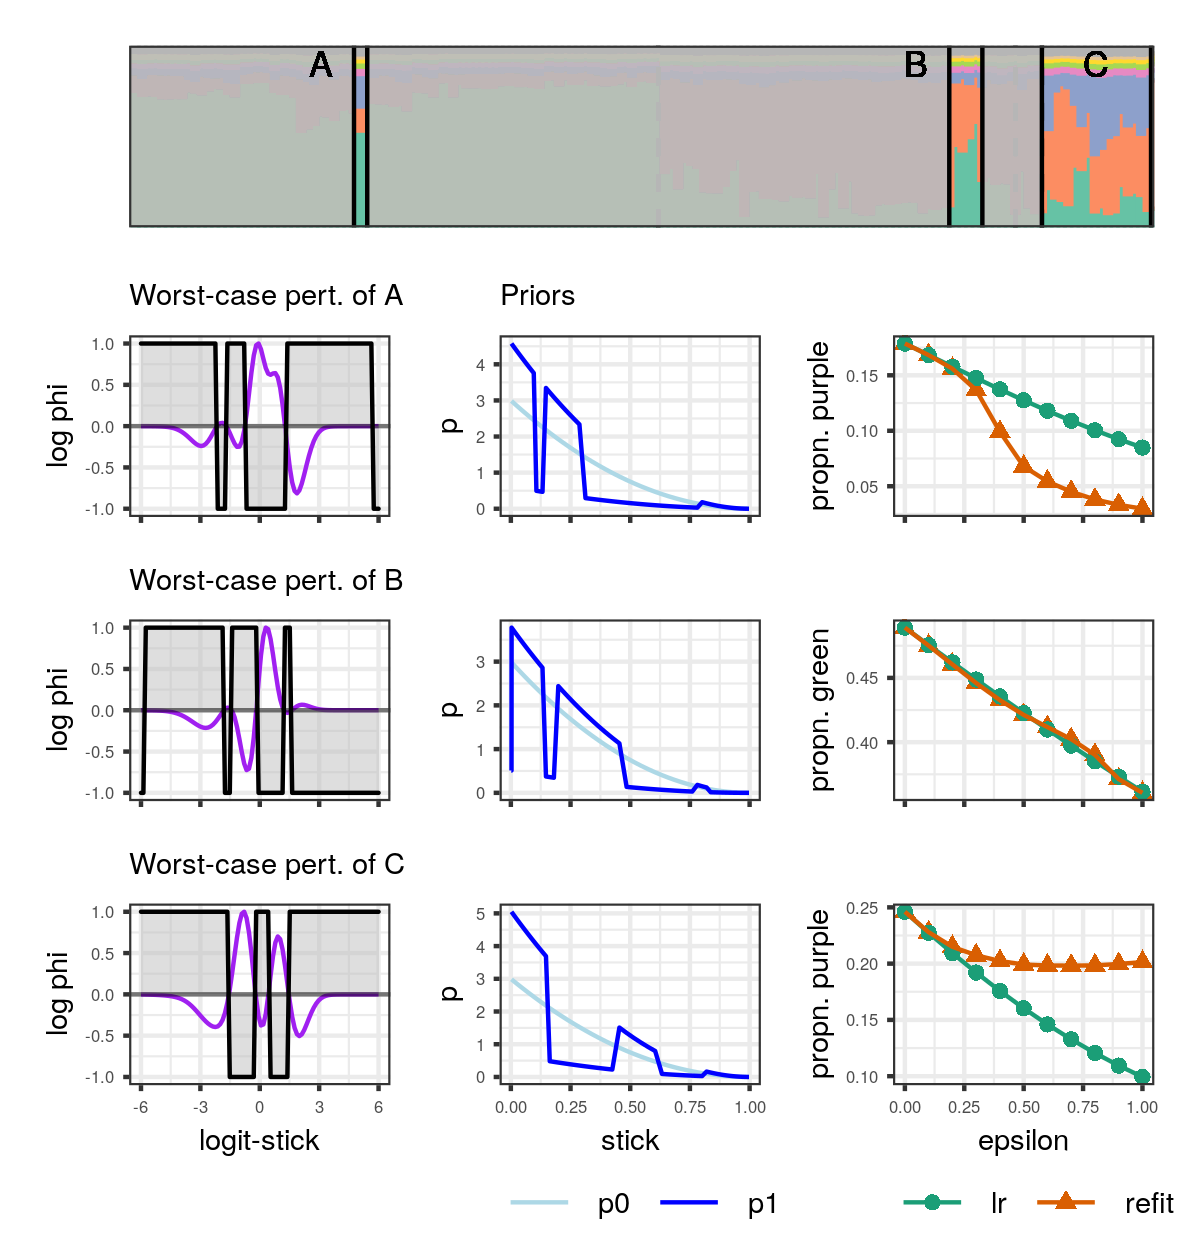 A B C
Worst-case pert. of A
Priors
log phi
1.0
0.5
0.0
-0.5
-1.0
p
4
3
2
1
0
propn. purple
0.15
0.10
0.05
Worst-case pert. of B
log phi
1.0
0.5
0.0
-0.5
-1.0
p
3
2
1
0
propn. green
0.45
0.40
Worst-case pert. of C
log phi
1.0
0.5
0.0
-0.5
-1.0
-6 -3 0 3 6
logit-stick
p
5
4
3
2
1
0
0.00 0.25 0.50 0.75 1.00
stick
propn. purple
0.25
0.20
0.15
0.10
0.00 0.25 0.50 0.75 1.00
epsilon
p0 p1
lr refit